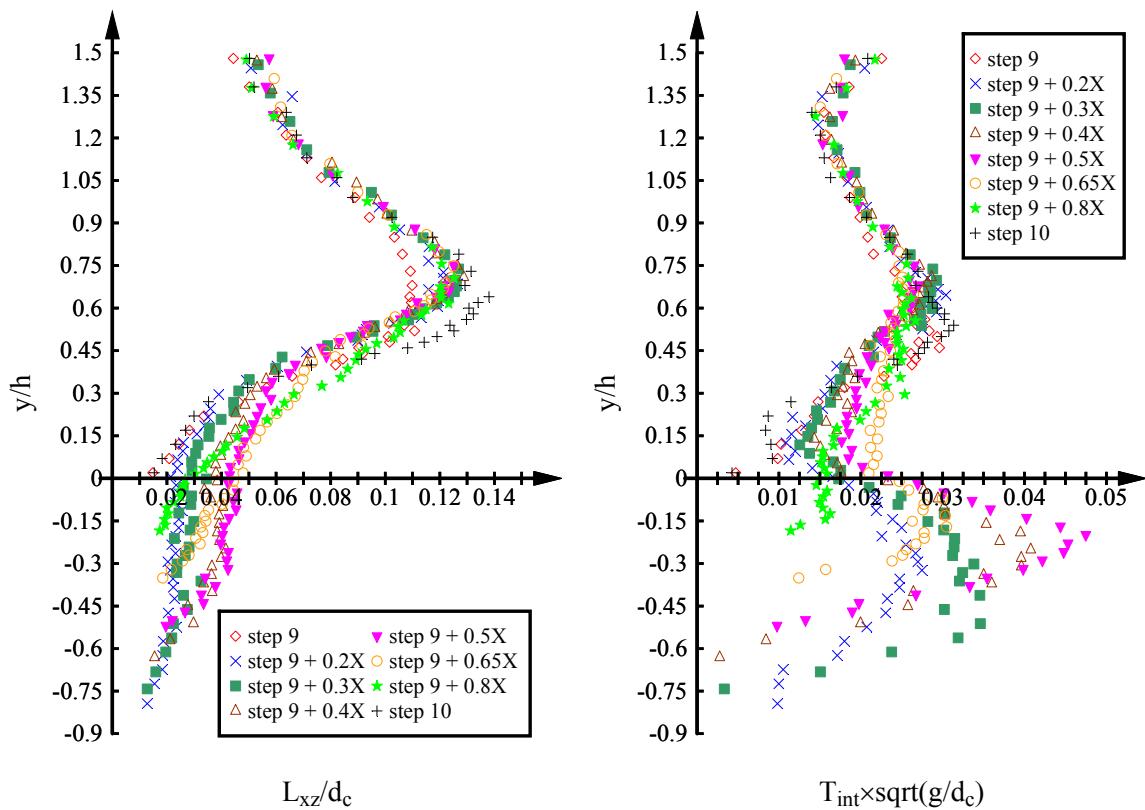 1.5
1.35
1.2
1.05
0.9
0.75
0.6
0.45
0.3
0.15
0
-0.15
-0.3
-0.45
-0.6
-0.75
-0.9
y/h
0.02 0.04 0.06 0.08 0.10 0.12 0.14
step 9
step 9 + 0.2X
step 9 + 0.3X
step 9 + 0.4X
step 9 + 0.5X
step 9 + 0.65X
step 9 + 0.8X
step 10
Lxz/dc
1.5
1.35
1.2
1.05
0.9
0.75
0.6
0.45
0.3
0.15
0
-0.15
-0.3
-0.45
-0.6
-0.75
-0.9
y/h
0.01 0.02 0.03 0.04 0.05
step 9
step 9 + 0.2X
step 9 + 0.3X
step 9 + 0.4X
step 9 + 0.5X
step 9 + 0.65X
step 9 + 0.8X
step 10
Tint×sqrt(g/dc)